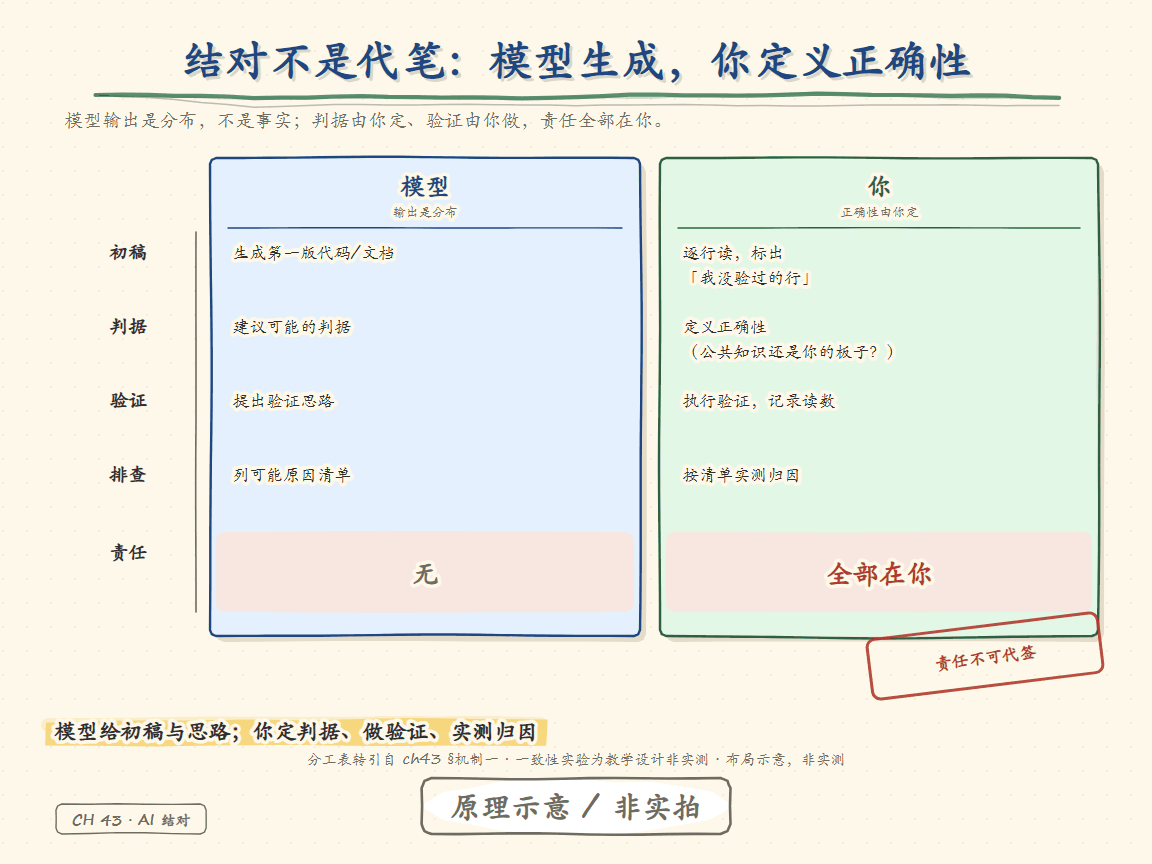 结对不是代笔：模型生成，你定义正确性
模型输出是分布，不是事实；判据由你定、验证由你做，责任全部在你。
模型
输出是分布
你
正确性由你定
初稿
生成第一版代码/文档
逐行读，标出
「我没验过的行」
判据
建议可能的判据
定义正确性
（公共知识还是你的板子？）
验证
提出验证思路
执行验证，记录读数
排查
列可能原因清单
按清单实测归因
责任
无
全部在你
责任不可代签
模型给初稿与思路；你定判据、做验证、实测归因
分工表转引自 ch43 §机制一 · 一致性实验为教学设计非实测 · 布局示意，非实测
原理示意 / 非实拍
CH 43 · AI 结对